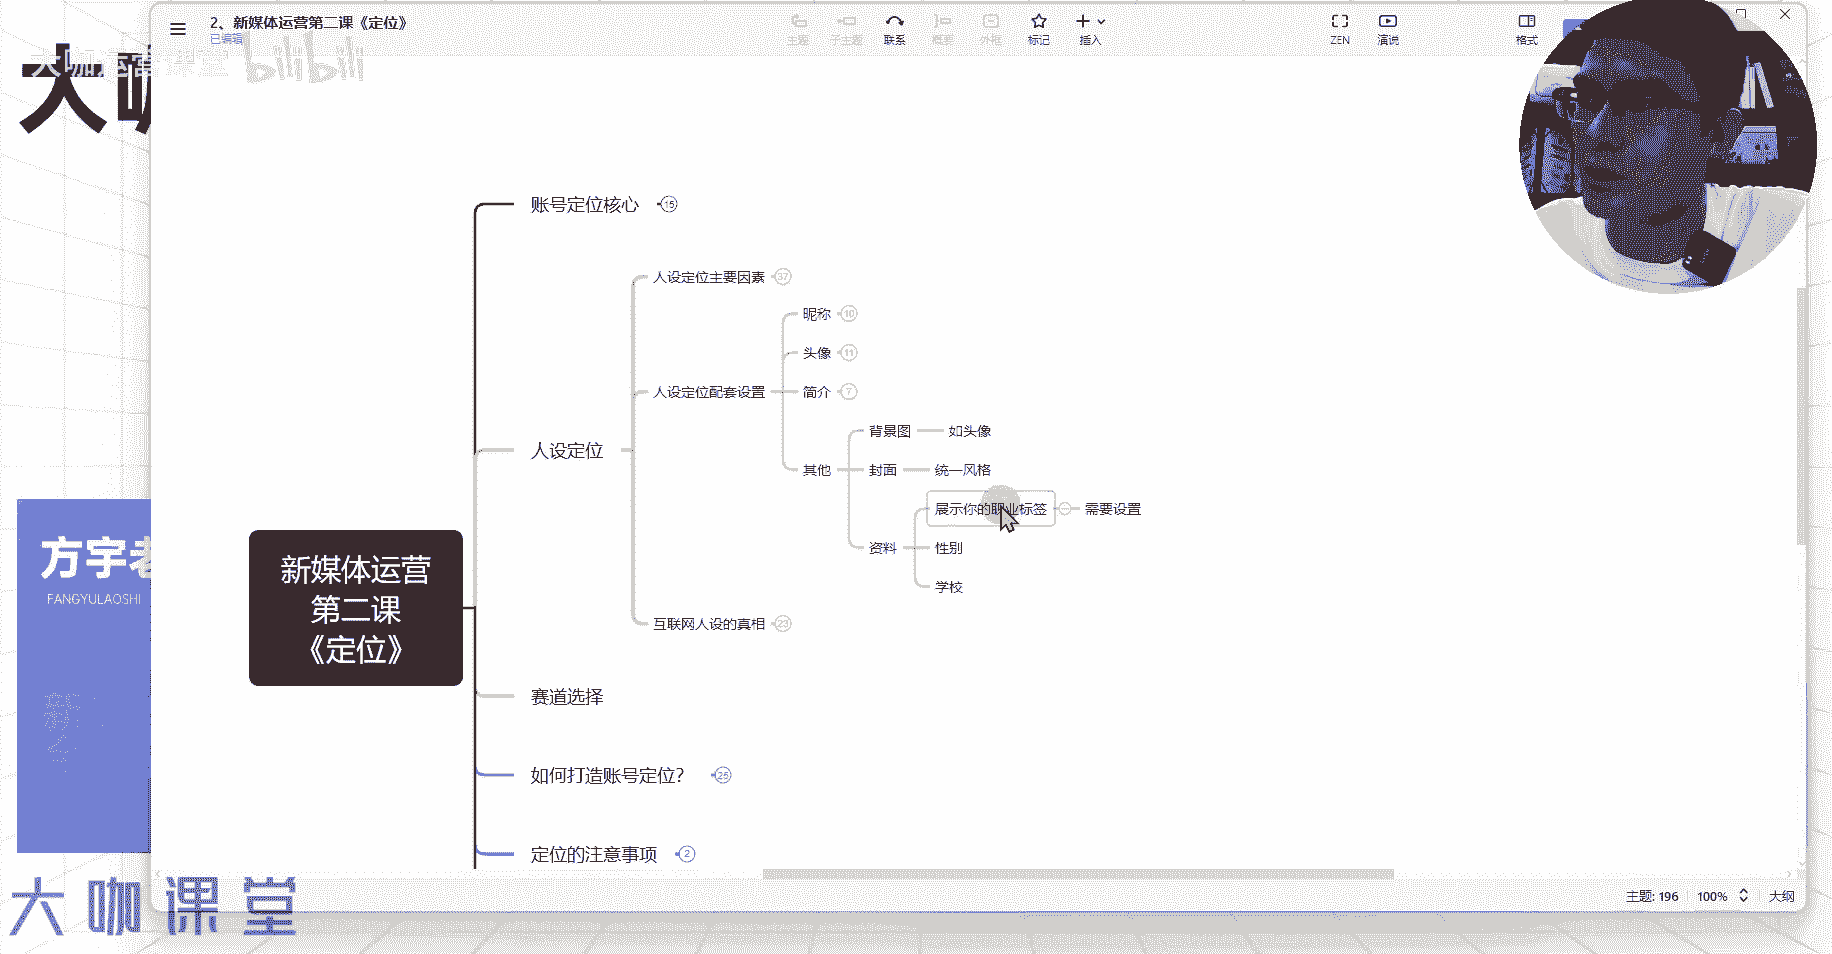 2、新媒体运营第二课《定位》
已编辑
主题
子主题
联系
概要
外框
标记
插入
ZEN
演说
格式
大咖运营课堂 bilibili
大咖
账号定位核心 15
人设定位主要因素 37
昵称 10
头像 11
人设定位配套设置
简介 7
背景图 如头像
人设定位
其他
封面 统一风格
展示你的职业标签 需要设置
资料
性别
学校
方宇老
FANGYULAOSHI
新媒体运营
第二课
《定位》
互联网人设的真相 23
赛道选择
如何打造账号定位？ 25
定位的注意事项 2
大咖课堂
主题: 196
100%
大纲